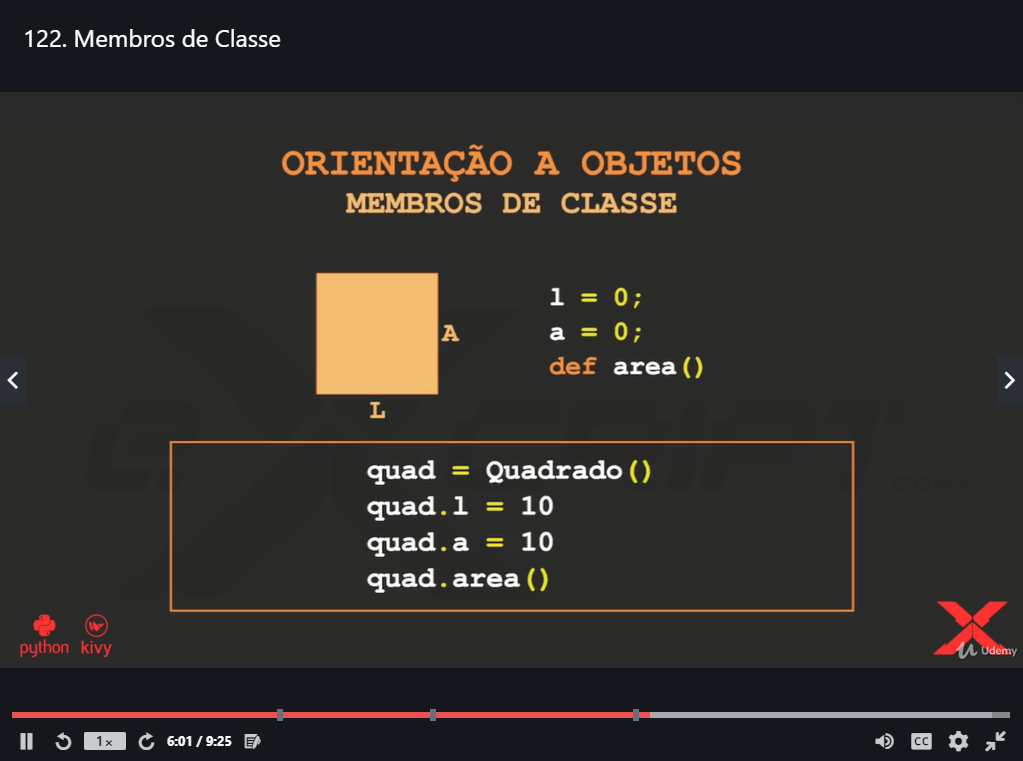 122. Membros de Classe
ORIENTAÇÃO A OBJETOS
MEMBROS DE CLASSE
A
L
l = 0;
a = 0;
def area()
quad = Quadrado()
quad.l = 10
quad.a = 10
quad.area()
python kivy
Udemy
1x 6:01 / 9:25 CC